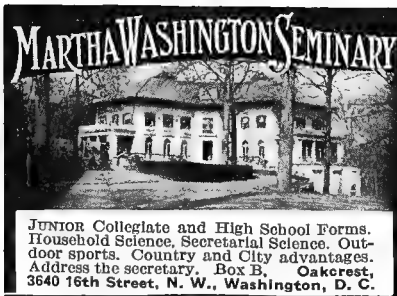 MARTHA WASHINGTON SEMINARY
JUNIOR Collegiate and High School Forms.
Household Science, Secretarial Science. Out-
door sports. Country and City advantages.
Address the secretary. Box B, Oakcrest,
3640 16th Street, N. W., Washington, D. C.